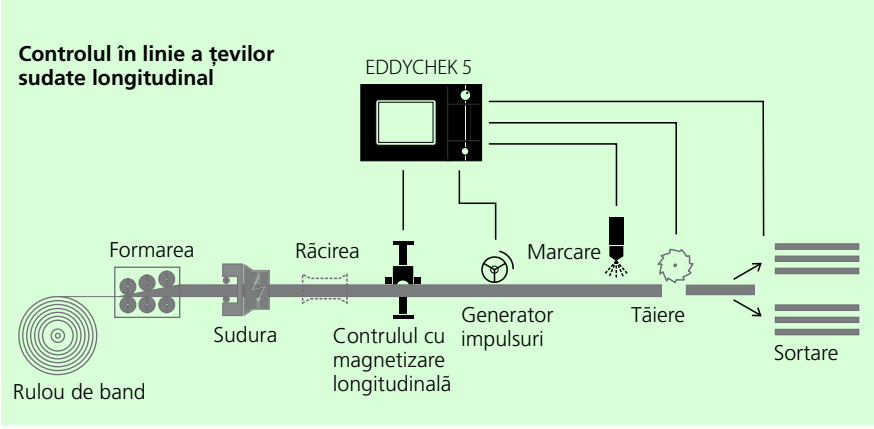 Controlul în linie a țevilor
sudate longitudinal
EDDYCHEK 5
Formarea
Răcirea
Marcare
Sudura
Contrulul cu
magnetizare
longitudinală
Generator
impulsuri
Tăiere
Sortare
Rulou de band